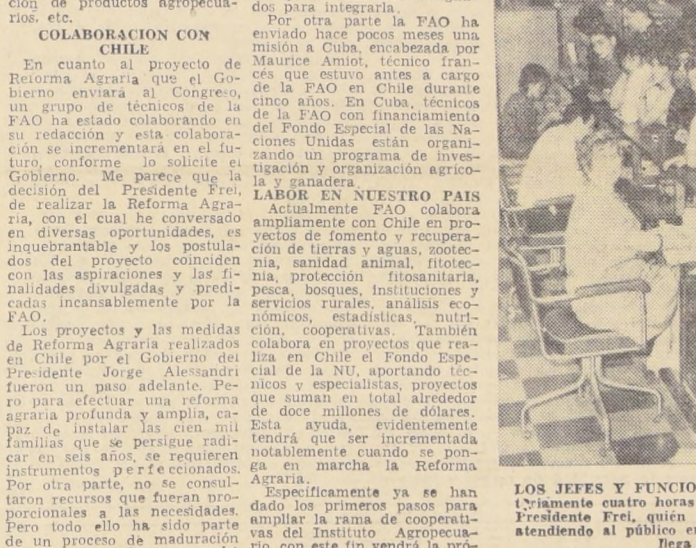 ción de productos agropecua-
rios, etc.
COLABORACION CON
CHILE
En cuanto al proyecto de
Reforma Agraria que el Go-
bierno enviará al Congreso,
un grupo de técnicos de la
FAO ha estado colaborando en
su redacción y esta colabora-
ción se incrementará en el fu-
turo, conforme lo solicite el
Gobierno. Me parece que la
decisión del Presidente Frei,
de realizar la Reforma Agra-
ria, con el cual he conversado
en diversas oportunidades, es
inquebrantable y los postula-
dos del proyecto coinciden
con las aspiraciones y las fi-
nalidades divulgadas y predi-
cadas incansablemente por la
FAO.
Los proyectos y las medidas
de Reforma Agraria realizados
en Chile por el Gobierno del
Presidente Jorge Alessandri
fueron un paso adelante. Pe-
ro para efectuar una reforma
agraria profunda y amplia, ca-
paz de instalar las cien mil
familias que se persigue radi-
car en seis años, se requieren
instrumentos perfeccionados.
Por otra parte, no se consul-
taron recursos que fueran pro-
porcionales a las necesidades.
Pero todo ello ha sido parte
de un proceso de maduración
dos para integrarla.
Por otra parte la FAO ha
enviado hace pocos meses una
misión a Cuba, encabezada por
Maurice Amiot, técnico fran-
cés que estuvo antes a cargo
de la FAO en Chile durante
cinco años. En Cuba, técnicos
de la FAO con financiamiento
del Fondo Especial de las Na-
ciones Unidas están organi-
zando un programa de inves-
tigación y organización agríco-
la y ganadera.
LABOR EN NUESTRO PAIS
Actualmente FAO colabora
ampliamente con Chile en pro-
yectos de fomento y recupera-
ción de tierras y aguas, zootec-
nia, sanidad animal, fitotec-
nia, protección fitosanitaria,
pesca, bosques, instituciones y
servicios rurales, análisis eco-
nómicos, estadísticas, nutri-
ción, cooperativas. También
colabora en proyectos que rea-
liza en Chile el Fondo Espe-
cial de la NU, aportando téc-
nicos y especialistas, proyectos
que suman en total alrededor
de doce millones de dólares.
Esta ayuda, evidentemente
tendrá que ser incrementada
notablemente cuando se pon-
ga en marcha la Reforma
Agraria.
Específicamente ya se han
dado los primeros pasos para
ampliar la rama de cooperati-
vas del Instituto Agropecua-
rio, con este fin vendrá la pró-
LOS JEFES Y FUNCIO
cuatro horas
Presidente Frei, quién
atendiendo al público e
llega